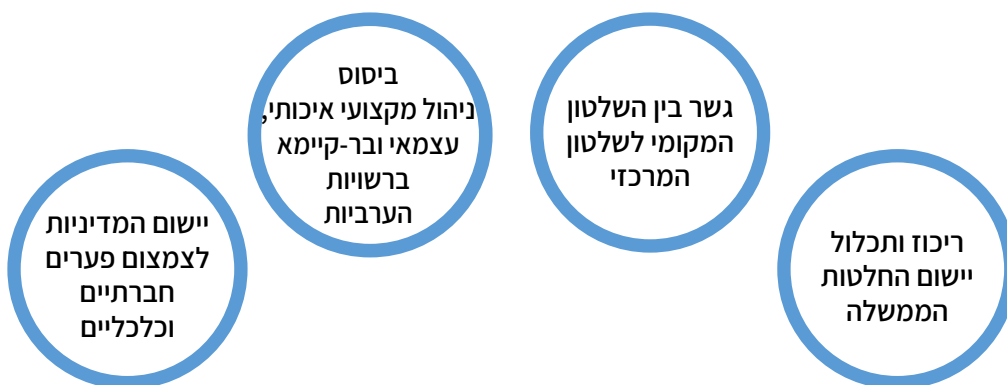 ריכוז ותכלול
יישום החלטות
הממשלה
גשר בין השלטון
המקומי לשלטון
המרכזי
ביסוס
ניהול מקצועי איכותי,
עצמאי ובר-קיימא
ברשויות
הערביות
יישום המדיניות
לצמצום פערים
חברתיים
וכלכליים